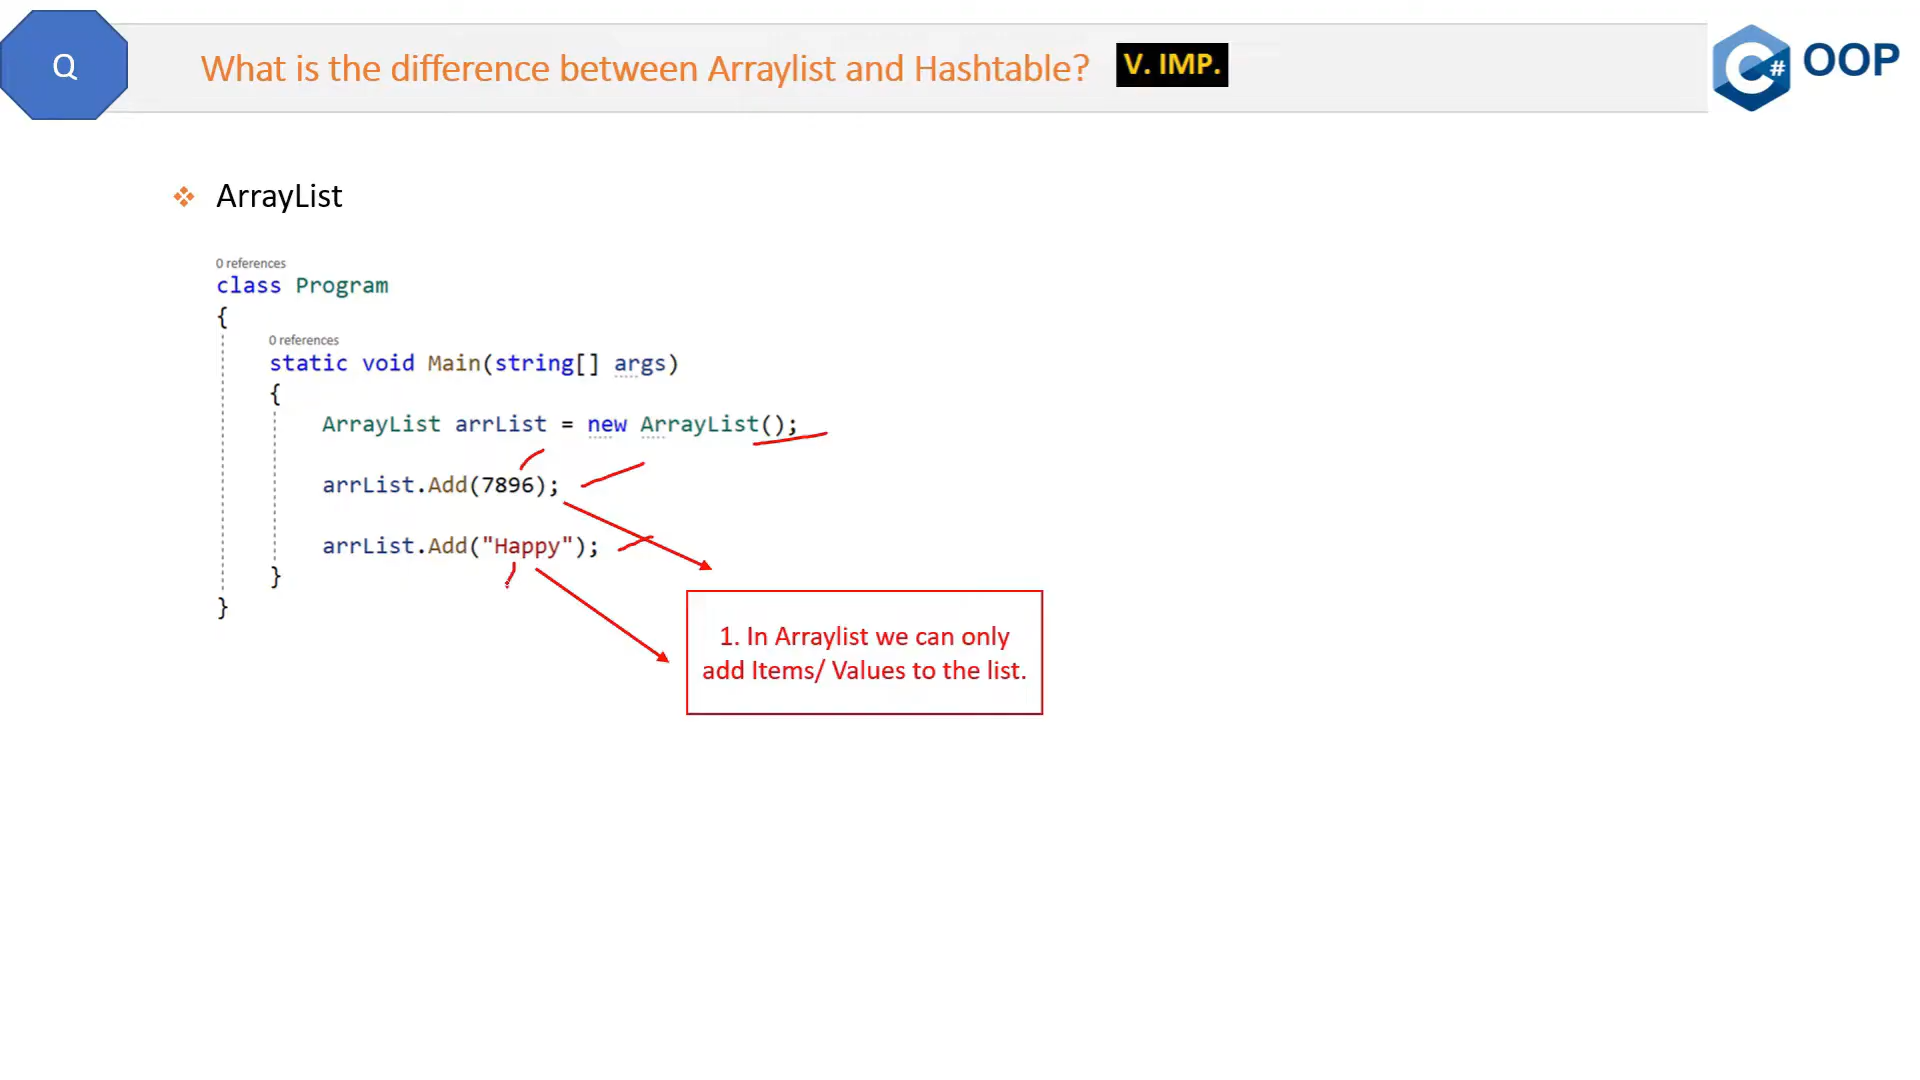 Q
What is the difference between Arraylist and Hashtable?
V. IMP.
C# OOP
ArrayList
0 references
class Program
{
0 references
static void Main(string[] args)
{
ArrayList arrList = new ArrayList();
arrList.Add(7896);
arrList.Add("Happy");
}
}
1. In Arraylist we can only
add Items/ Values to the list.